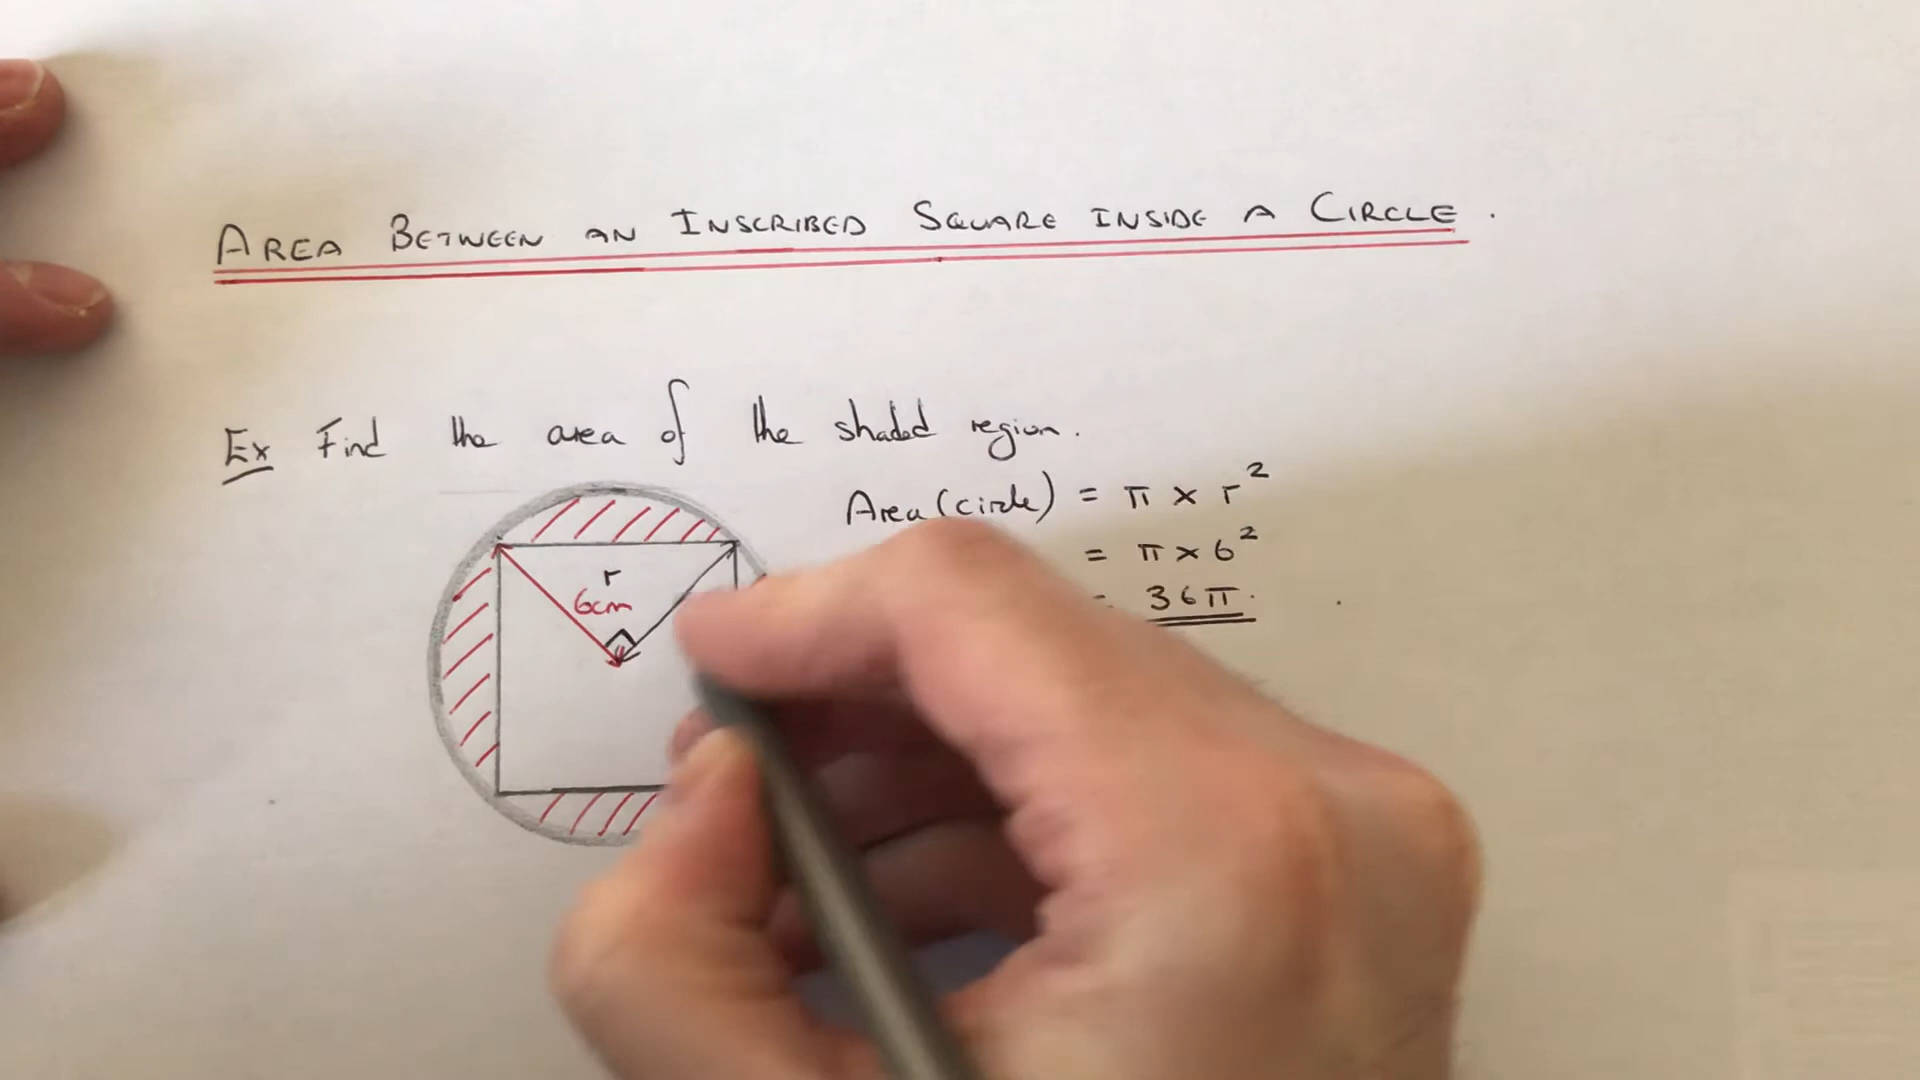 AREA BETWEEN AN INSCRIBED SQUARE INSIDE A CIRCLE.
Ex Find the area of the shaded region.
Area (circle) = π × r²
= π × 6²
= 36π.
r
6cm